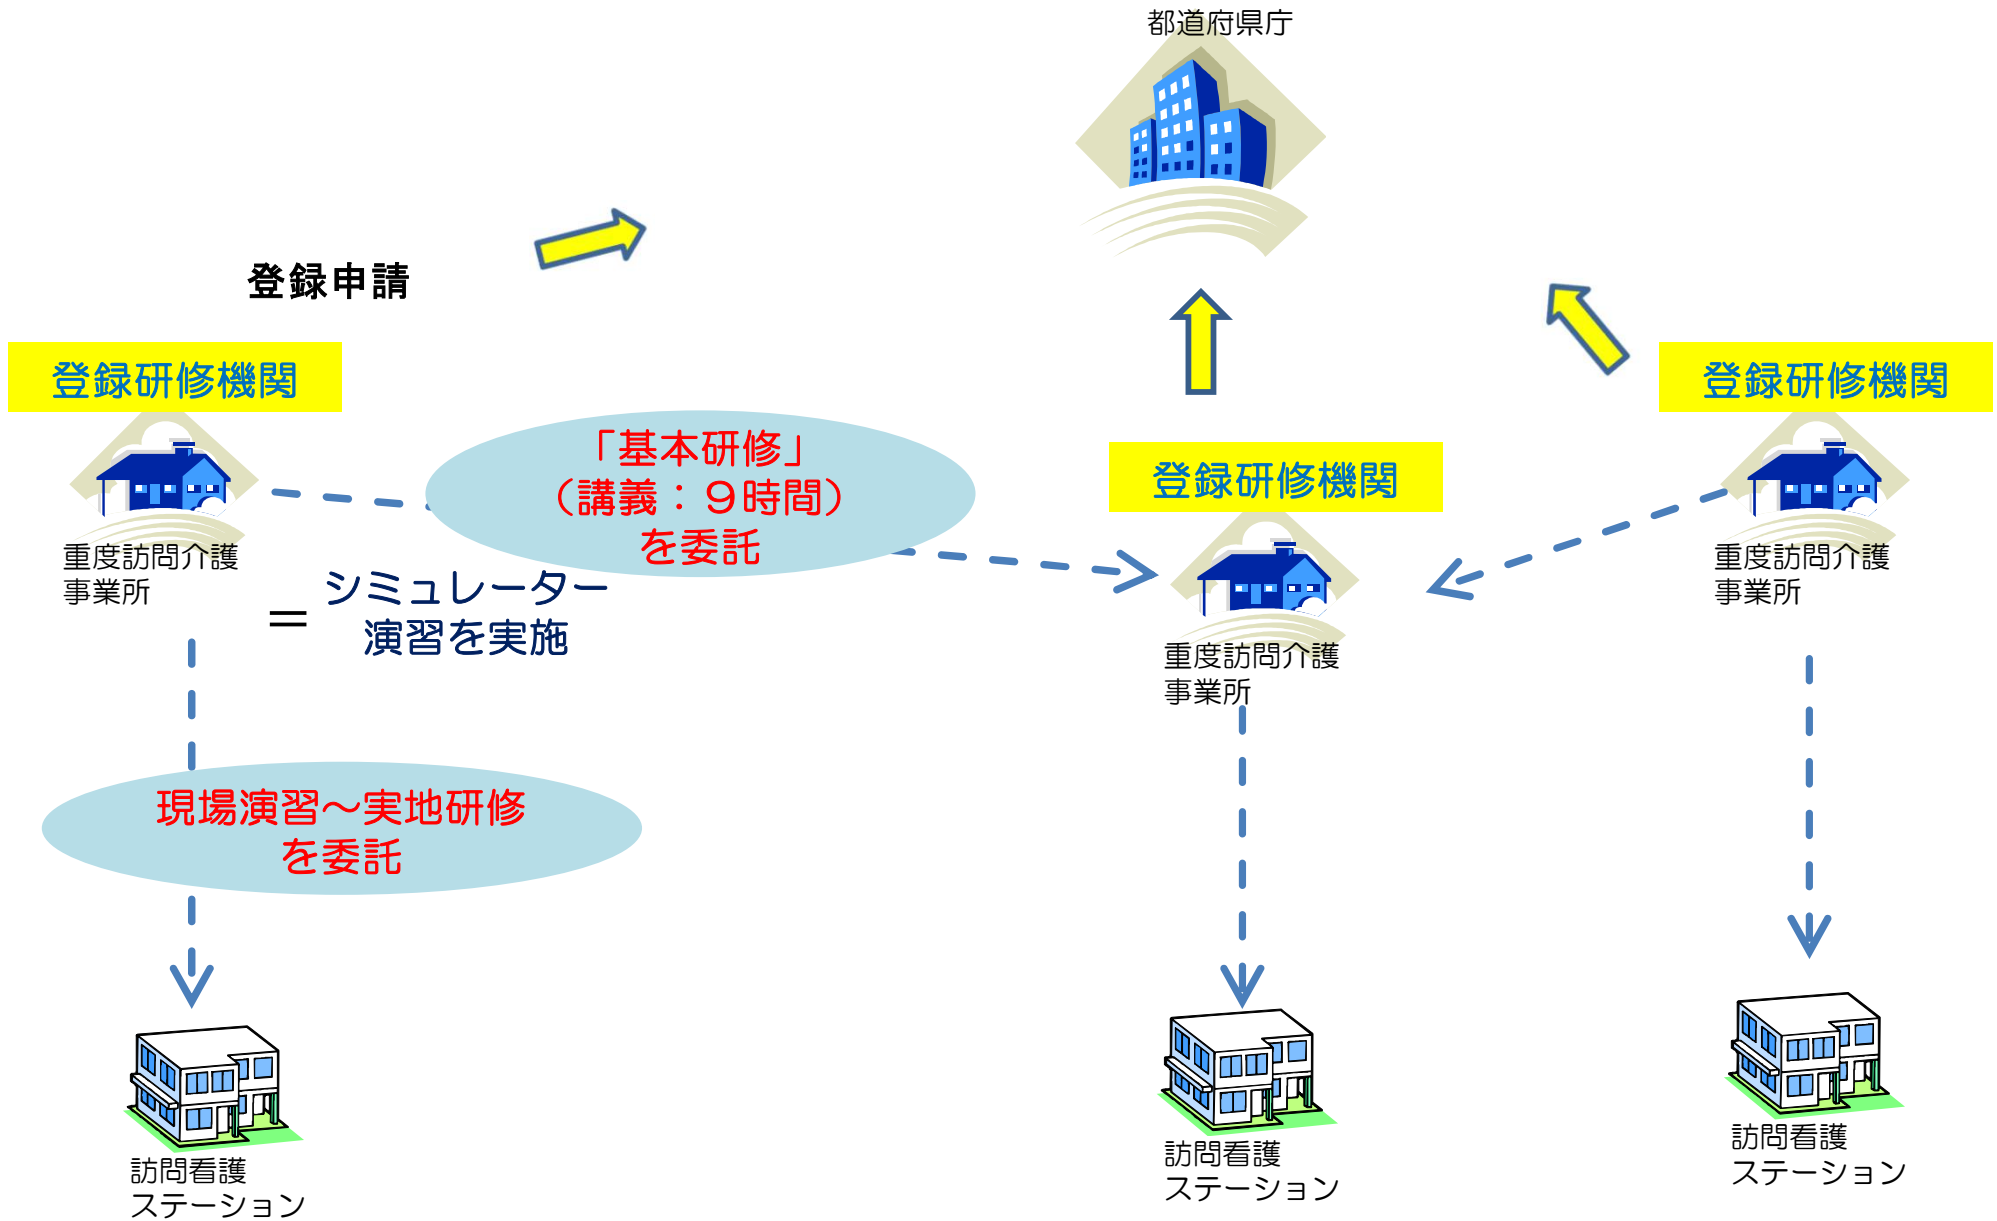 都道府県庁
登録申請
登録研修機関
重度訪問介護
事業所
「基本研修」
（講義：９時間）
を委託
＝
シミュレーター
演習を実施
登録研修機関
重度訪問介護
事業所
登録研修機関
重度訪問介護
事業所
現場演習～実地研修
を委託
訪問看護
ステーション
訪問看護
ステーション
訪問看護
ステーション